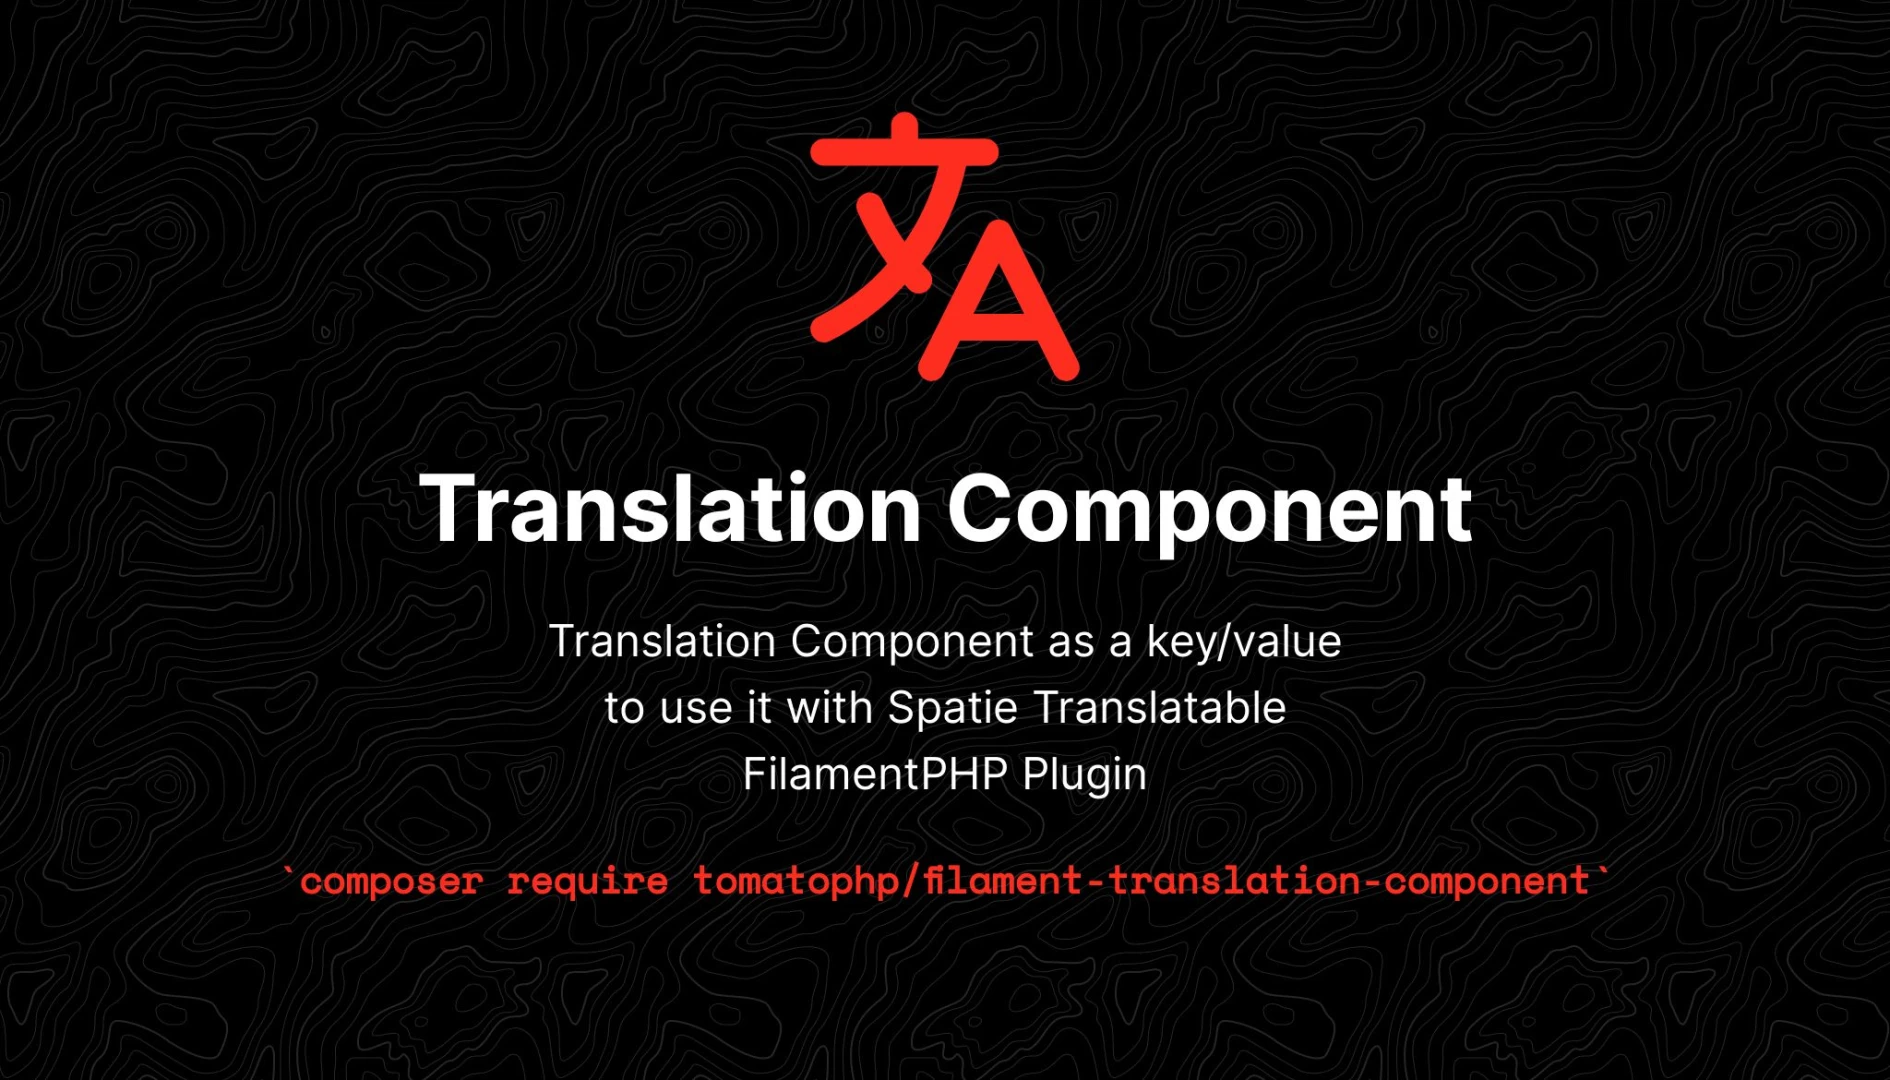 文A
Translation Component
Translation Component as a key/value
to use it with Spatie Translatable
FilamentPHP Plugin
`composer require tomatophp/filament-translation-component`